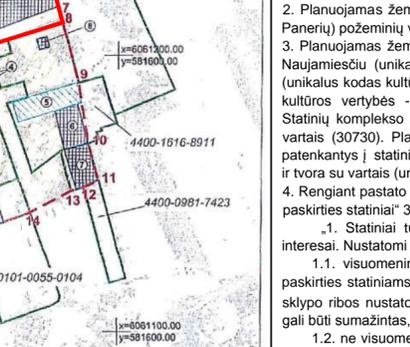 7
8
8
x=6061200.00
y=581600.00
4
9
5
6
10
4400-1616-8911
7
11
12
13
4400-0981-7423
14
0101-0055-0104
x=6061100.00
y=581600.00
2. Planuojamas žem
Panerių) požeminių v
3. Planuojamas žem
Naujamiesčiu (unika
(unikalus kodas kultū
kultūros vertybės -
Statinių komplekso
vartais (30730). Pla
patenkantys į statini
ir tvora su vartais (ur
4. Rengiant pastato
paskirties statiniai“ 3
„1. Statiniai tu
interesai. Nustatomi
1.1. visuomenin
paskirties statiniams
sklypo ribos nustato
gali būti sumažintas,
1.2. ne visuome